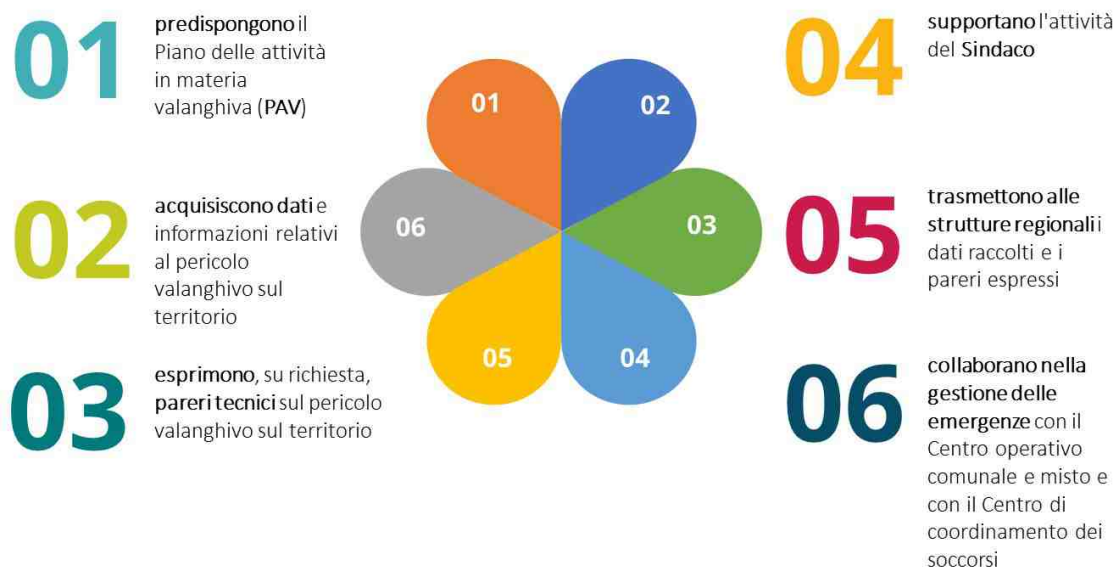 01
predispongono il
Piano delle attività
in materia
valanghiva (PAV)
02
acquisiscono dati e
informazioni relativi
al pericolo
valanghivo sul
territorio
03
esprimono, su richiesta,
pareri tecnici sul pericolo
valanghivo sul territorio
01
02
03
04
05
06
04
supportano l'attività
del Sindaco
05
trasmettono alle
strutture regionali i
dati raccolti e i
pareri espressi
06
collaborano nella
gestione delle
emergenze con il
Centro operativo
comunale e misto e
con il Centro di
coordinamento dei
soccorsi